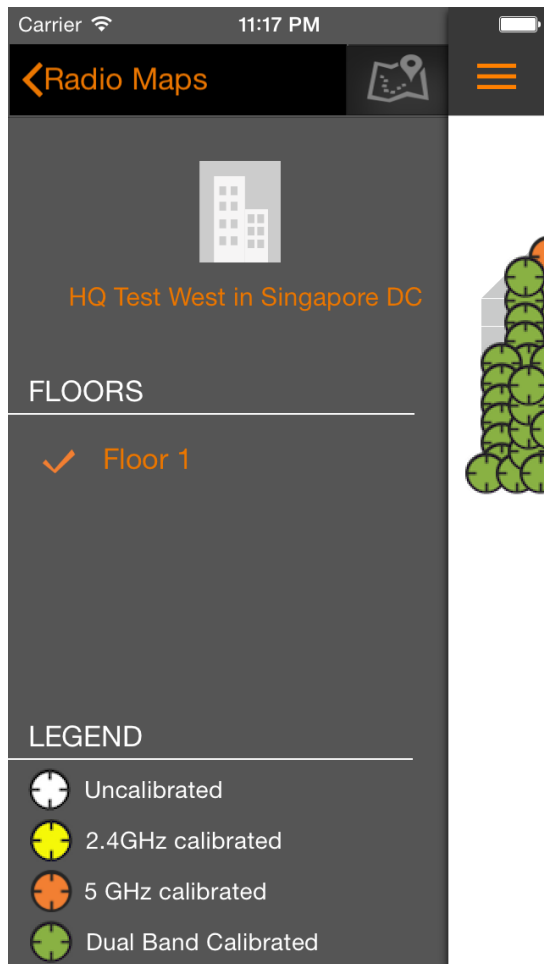 Carrier 11:17 PM
Radio Maps
HQ Test West in Singapore DC
FLOORS
Floor 1
LEGEND
Uncalibrated
2.4GHz calibrated
5 GHz calibrated
Dual Band Calibrated